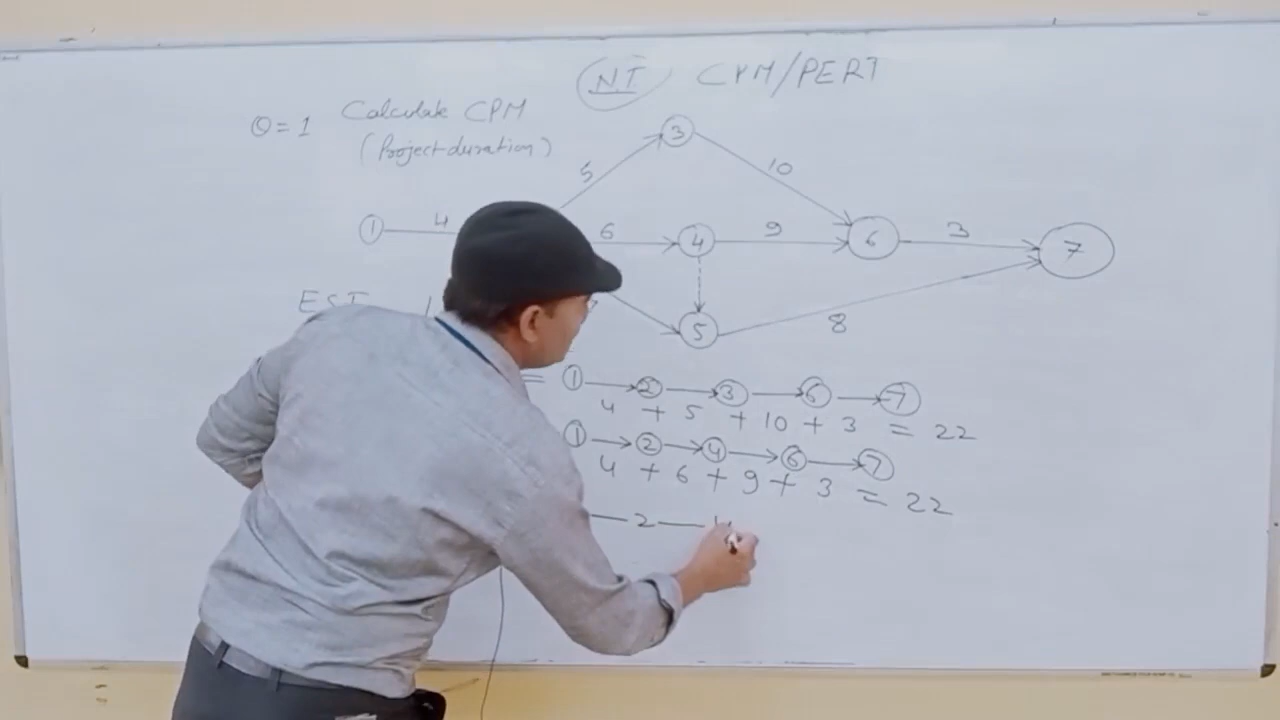 NT CPM/PERT
Q=1 Calculate CPM
(Project duration)
3
5 10
1 4 6 4 9 6 3 7
5 8
EST
= 1 2 3 6 7
4 + 5 + 10 + 3 = 22
1 2 4 6 7
4 + 6 + 9 + 3 = 22
2